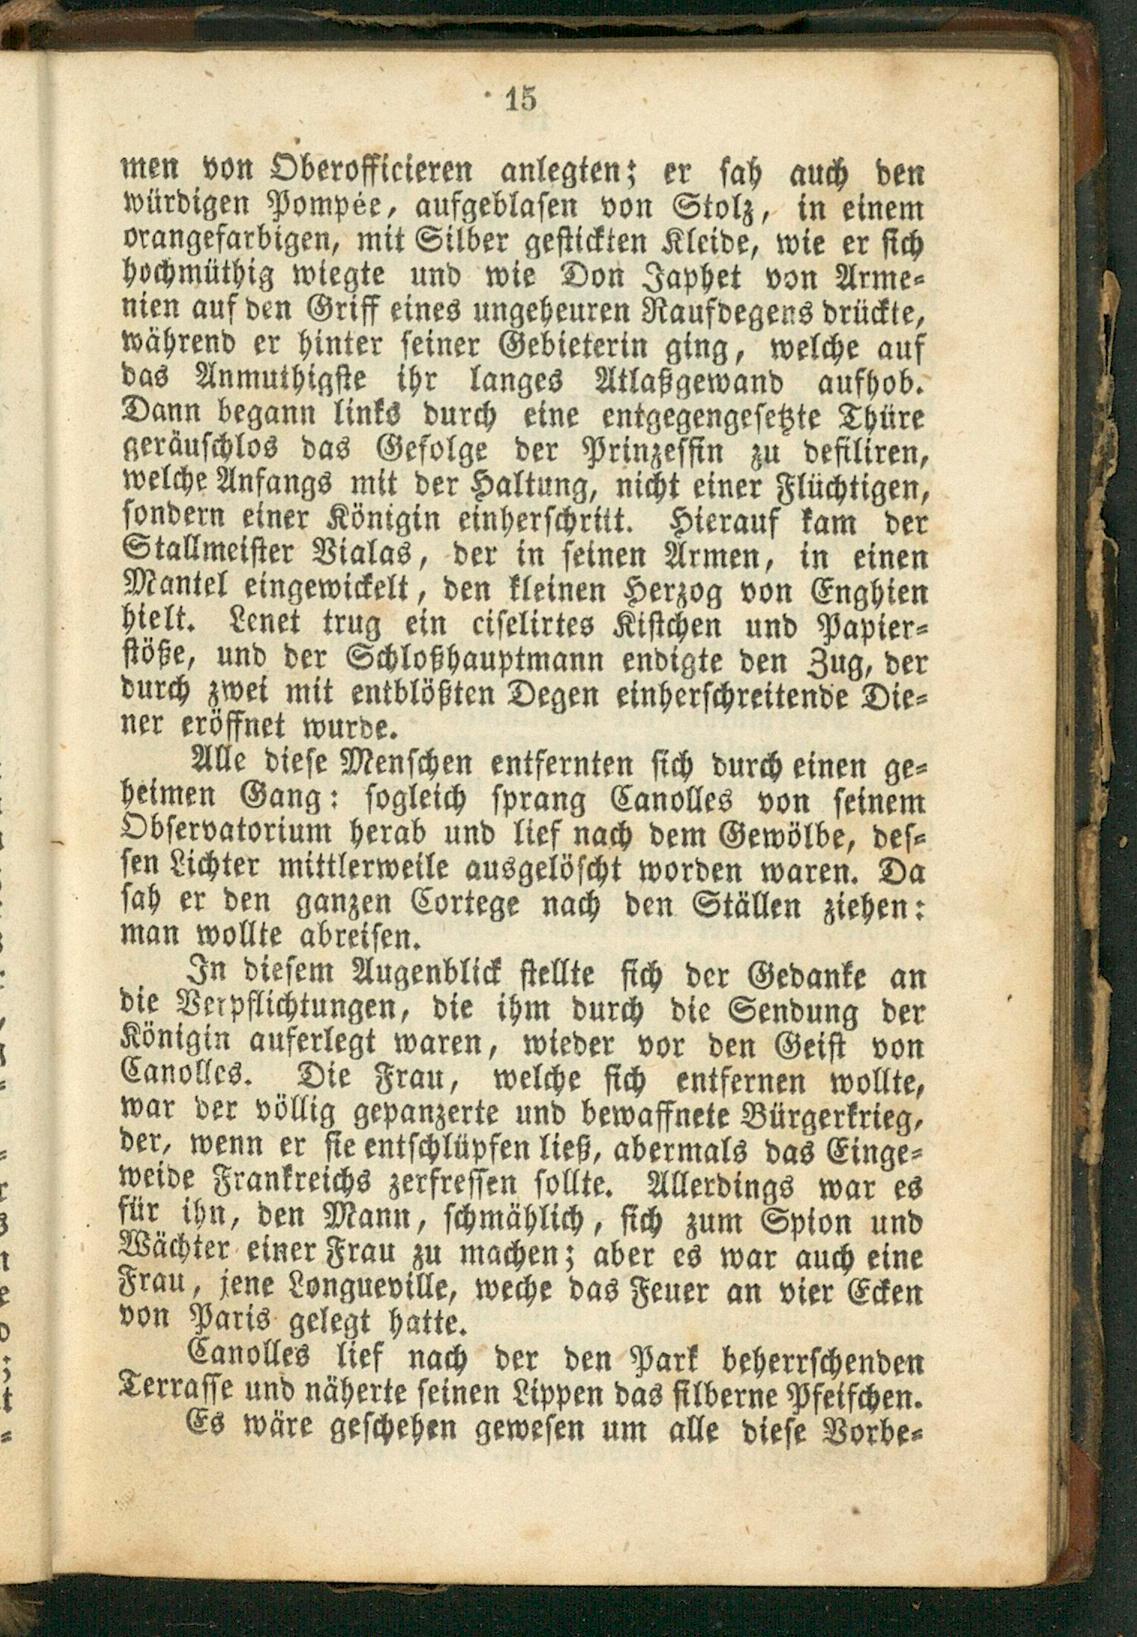 15
men von Oberofficieren anlegten; er sah auch den
würdigen Pompée, aufgeblasen von Stolz, in einem
orangefarbigen, mit Silber gestickten Kleide, wie er sich
hochmüthig wiegte und wie Don Japhet von Arme-
nien auf den Griff eines ungeheuren Raufdegens drückte,
während er hinter seiner Gebieterin ging, welche auf
das Anmuthigste ihr langes Atlaßgewand aufhob.
Dann begann links durch eine entgegengesetzte Thüre
geräuschlos das Gefolge der Prinzessin zu defiliren,
welche Anfangs mit der Haltung, nicht einer Flüchtigen,
sondern einer Königin einherschritt. Hierauf kam der
Stallmeister Vialas, der in seinen Armen, in einen
Mantel eingewickelt, den kleinen Herzog von Enghien
hielt. Lenet trug ein ciselirtes Kistchen und Papier-
stöße, und der Schloßhauptmann endigte den Zug, der
durch zwei mit entblößten Degen einherschreitende Die-
ner eröffnet wurde.
Alle diese Menschen entfernten sich durch einen ge-
heimen Gang: sogleich sprang Canolles von seinem
Observatorium herab und lief nach dem Gewölbe, des-
sen Lichter mittlerweile ausgelöscht worden waren. Da
sah er den ganzen Cortege nach den Ställen ziehen:
man wollte abreisen.
In diesem Augenblick stellte sich der Gedanke an
die Verpflichtungen, die ihm durch die Sendung der
Königin auferlegt waren, wieder vor den Geist von
Canolles. Die Frau, welche sich entfernen wollte,
war der völlig gepanzerte und bewaffnete Bürgerkrieg,
der, wenn er sie entschlüpfen ließ, abermals das Einge-
weide Frankreichs zerfressen sollte. Allerdings war es
für ihn, den Mann, schmählich, sich zum Spion und
Wächter einer Frau zu machen; aber es war auch eine
Frau, jene Longueville, weche das Feuer an vier Ecken
von Paris gelegt hatte.
Canolles lief nach der den Park beherrschenden
Terrasse und näherte seinen Lippen das silberne Pfeifchen.
Es wäre geschehen gewesen um alle diese Vorbe-